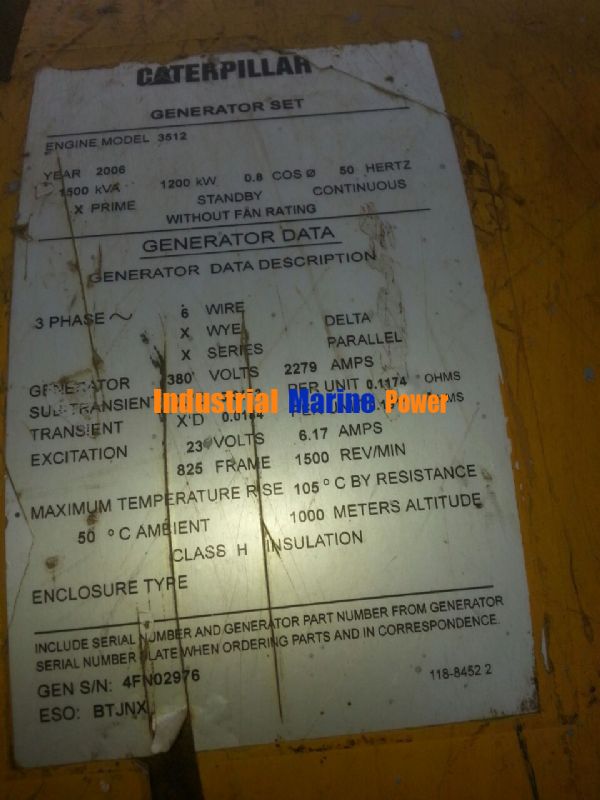 CATERPILLAR
GENERATOR SET
ENGINE MODEL 3512
YEAR 2006
1500 kVA 1200 kW 0.8 COS Ø 50 HERTZ
X PRIME STANDBY CONTINUOUS
WITHOUT FAN RATING
GENERATOR DATA
GENERATOR DATA DESCRIPTION
3 PHASE ~ 6 WIRE
X WYE DELTA
X SERIES PARALLEL
GENERATOR 380 VOLTS 2279 AMPS
SUB-TRANSIENT PER UNIT 0.1174 OHMS
Industrial Marine Power
TRANSIENT X'D
EXCITATION 23 VOLTS 6.17 AMPS
825 FRAME 1500 REV/MIN
MAXIMUM TEMPERATURE RISE 105 °C BY RESISTANCE
50 °C AMBIENT 1000 METERS ALTITUDE
CLASS H INSULATION
ENCLOSURE TYPE
INCLUDE SERIAL NUMBER AND GENERATOR PART NUMBER FROM GENERATOR
SERIAL NUMBER PLATE WHEN ORDERING PARTS AND IN CORRESPONDENCE.
GEN S/N: 4FN02976
118-8452 2
ESO: BTJNX